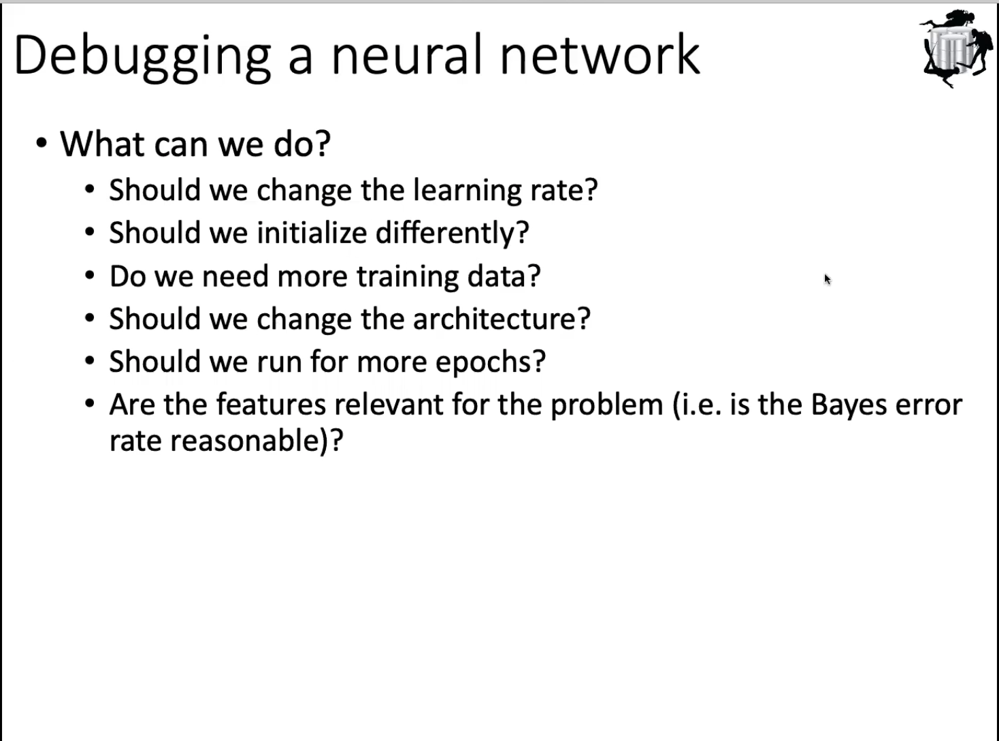 Debugging a neural network
• What can we do?
• Should we change the learning rate?
• Should we initialize differently?
• Do we need more training data?
• Should we change the architecture?
• Should we run for more epochs?
• Are the features relevant for the problem (i.e. is the Bayes error
rate reasonable)?